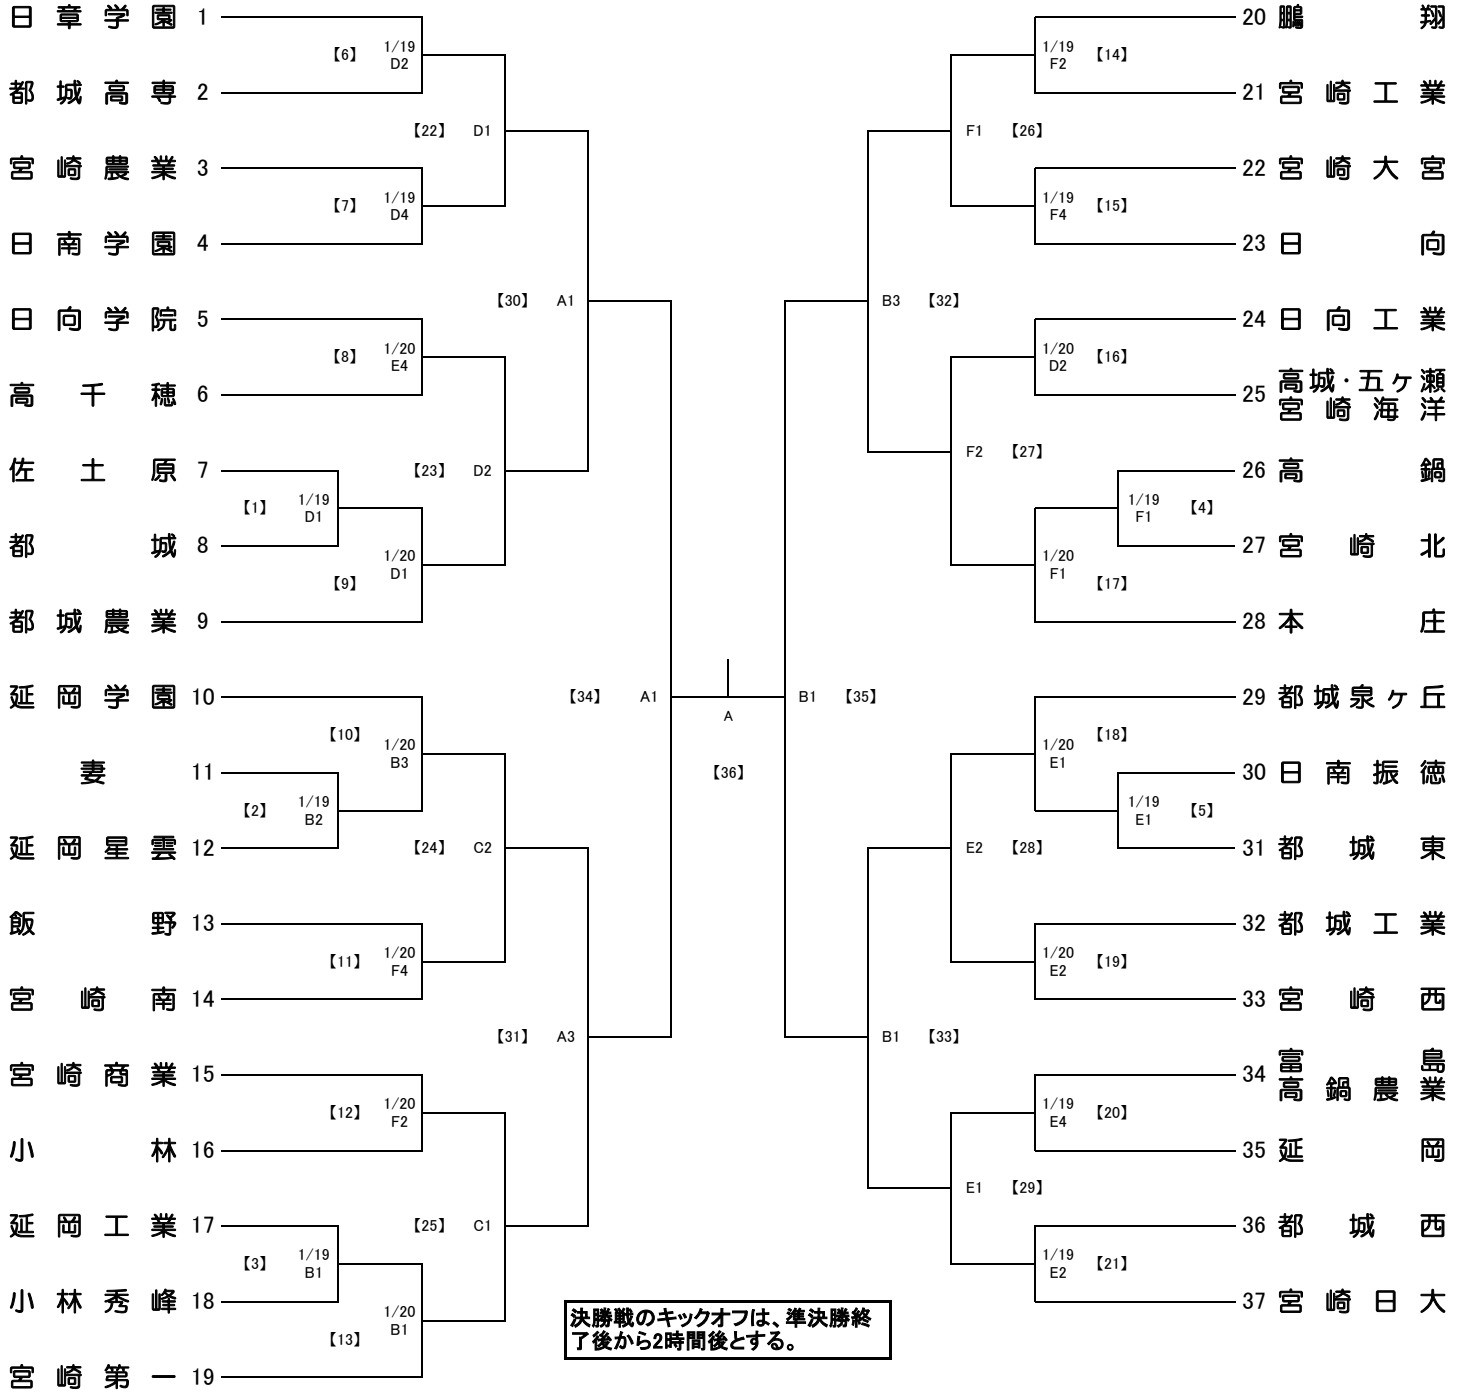 日章学園 1
【6】 1/19
D2
都城高専 2
【22】 D1
宮崎農業 3
【7】 1/19
D4
日南学園 4
【30】 A1
日向学院 5
【8】 1/20
E4
高千穂 6
【23】 D2
佐土原 7
【1】 1/19
D1
都城 8
【9】 1/20
D1
都城農業 9
【34】 A1
延岡学園 10
【10】 1/20
B3
妻 11
【2】 1/19
B2
延岡星雲 12
【24】 C2
飯野 13
【11】 1/20
F4
宮崎南 14
【31】 A3
宮崎商業 15
【12】 1/20
F2
小林 16
【25】 C1
延岡工業 17
【3】 1/19
B1
小林秀峰 18
【13】 1/20
B1
宮崎第一 19
A
【36】
20 鵬翔
1/19 【14】
F2
21 宮崎工業
F1 【26】
22 宮崎大宮
1/19 【15】
F4
23 日向
B3 【32】
24 日向工業
1/20 【16】
D2
25 高城・五ヶ瀬
宮崎海洋
F2 【27】
26 高鍋
1/19 【4】
F1
27 宮崎北
1/20 【17】
F1
28 本庄
B1 【35】
29 都城泉ヶ丘
1/20 【18】
E1
30 日南振徳
1/19 【5】
E1
31 都城東
E2 【28】
32 都城工業
1/20 【19】
E2
33 宮崎西
B1 【33】
34 富島
高鍋農業
1/19 【20】
E4
35 延岡
E1 【29】
36 都城西
1/19 【21】
E2
37 宮崎日大
決勝戦のキックオフは、準決勝終
了後から2時間後とする。